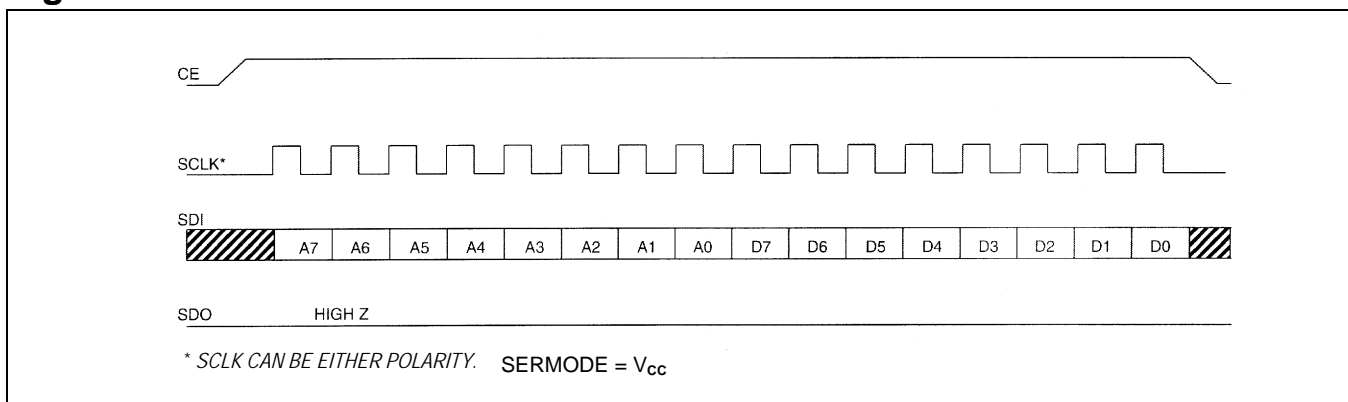 CE
SCLK*
SDI
A7 A6 A5 A4 A3 A2 A1 A0 D7 D6 D5 D4 D3 D2 D1 D0
SDO HIGH Z
* SCLK CAN BE EITHER POLARITY. SERMODE = Vcc